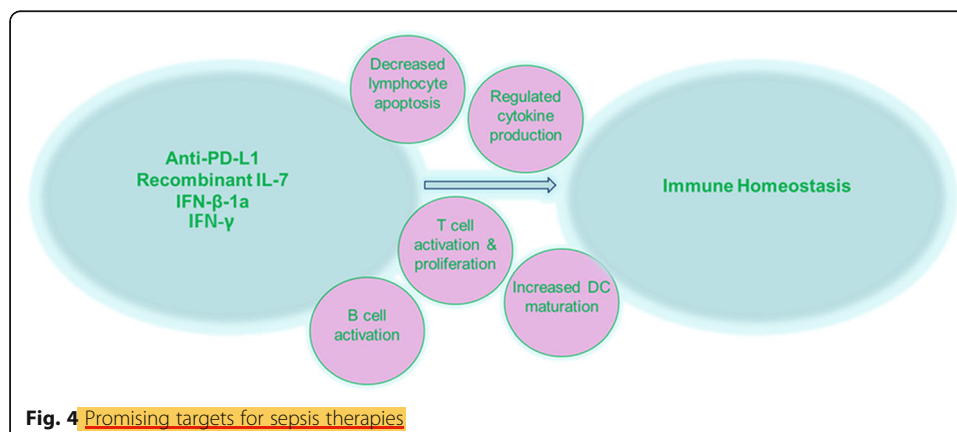 Decreased
lymphocyte
apoptosis
Regulated
cytokine
production
Anti-PD-L1
Recombinant IL-7
IFN-β-1a
IFN-γ
Immune Homeostasis
T cell
activation &
proliferation
Increased DC
maturation
B cell
activation
Fig. 4 Promising targets for sepsis therapies